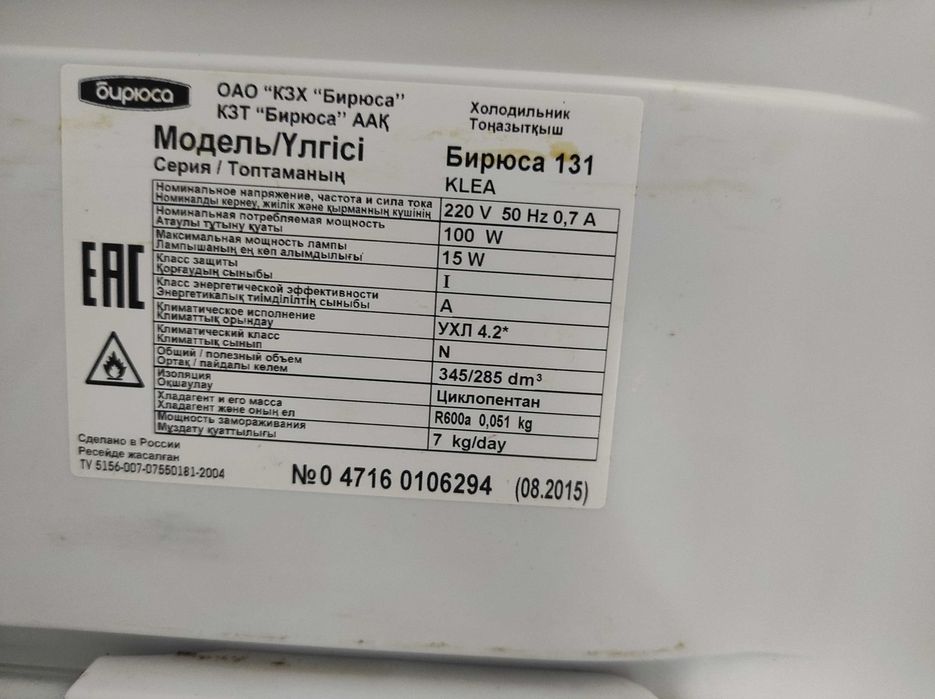 бирюса
ОАО "КЗХ "Бирюса"
КЗТ "Бирюса" ААҚ
Холодильник
Тоңазытқыш
Модель/Үлгісі
Бирюса 131
Серия / Топтаманың
KLEA
Номинальное напряжение, частота и сила тока
Номиналды кернеу, жиілік және қырманның күшінің
220 V 50 Hz 0,7 A
Номинальная потребляемая мощность
Атаулы тұтыну қуаты
100 W
Максимальная мощность лампы
Лампышаның ең көп алымдылығы
15 W
Класс защиты
Қорғаудың сыныбы
I
Класс энергетической эффективности
Энергетикалық тиімділілтің сыныбы
A
Климатическое исполнение
Климаттық орындау
УХЛ 4.2*
Климатический класс
Климаттық сынып
N
Общий / полезный объем
Ортақ / пайдалы көлем
345/285 dm³
Изоляция
Оқшаулау
Циклопентан
Хладагент и его масса
Хладагент және оның ел
R600a 0,051 kg
Мощность замораживания
Мұздату қуаттылығы
7 kg/day
EAC
Сделано в России
Ресейде жасалған
TV 5156-007-07550181-2004
№0 4716 0106294 (08.2015)